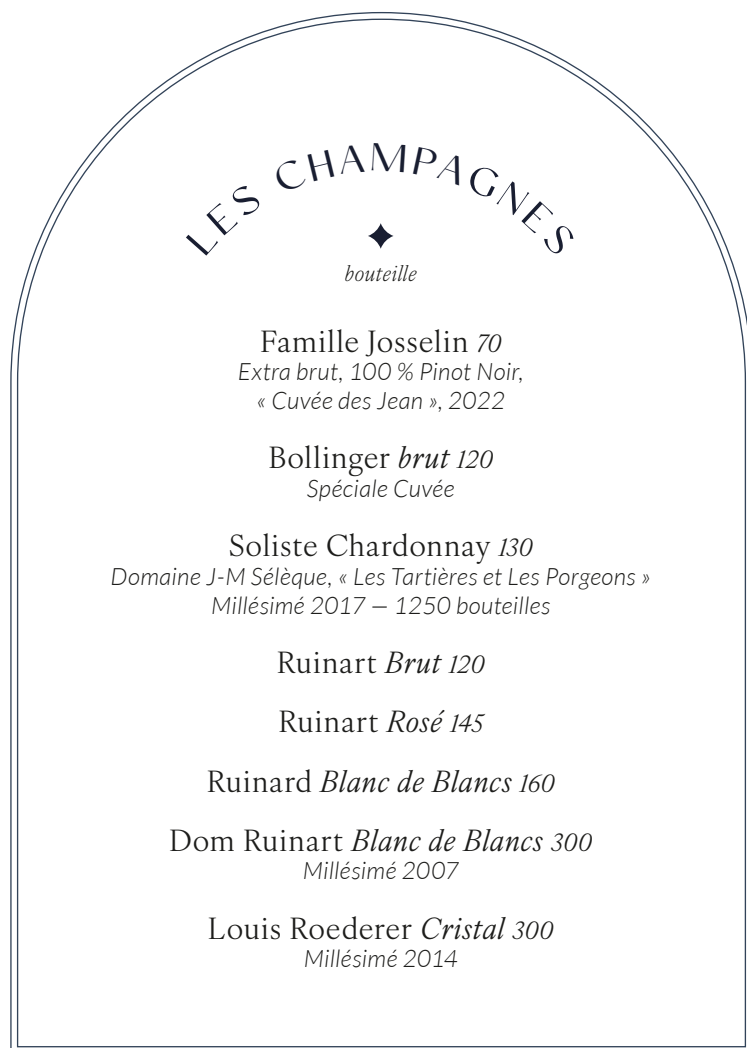 LES CHAMPAGNES
bouteille
Famille Josselin 70
Extra brut, 100 % Pinot Noir,
« Cuvée des Jean », 2022
Bollinger brut 120
Spéciale Cuvée
Soliste Chardonnay 130
Domaine J-M Sélèque, « Les Tartières et Les Porgeons »
Millésimé 2017 – 1250 bouteilles
Ruinart Brut 120
Ruinart Rosé 145
Ruinard Blanc de Blancs 160
Dom Ruinart Blanc de Blancs 300
Millésimé 2007
Louis Roederer Cristal 300
Millésimé 2014